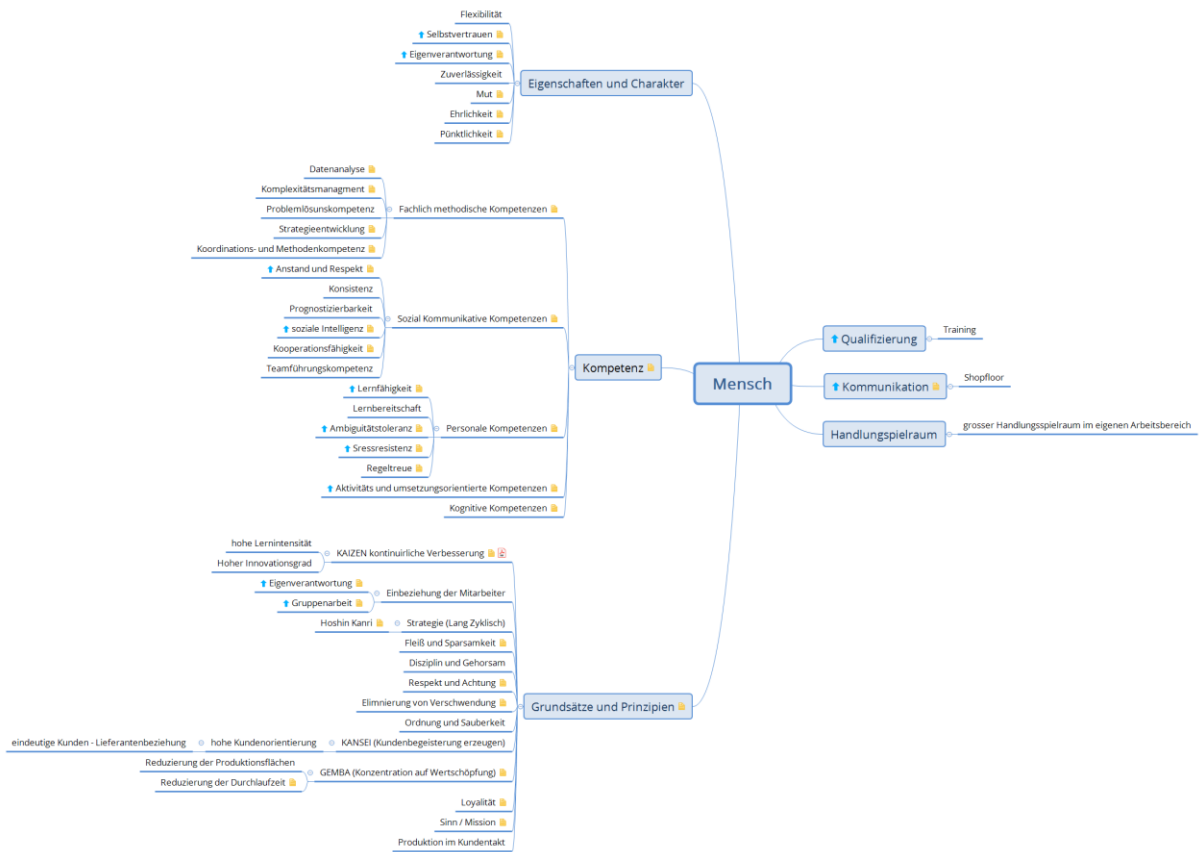 Flexibilität
Selbstvertrauen
Eigenverantwortung
Zuverlässigkeit
Mut
Ehrlichkeit
Pünktlichkeit
Eigenschaften und Charakter
Datenanalyse
Komplexitätsmanagment
Problemlösunskompetenz
Strategieentwicklung
Koordinations- und Methodenkompetenz
Fachlich methodische Kompetenzen
Anstand und Respekt
Konsistenz
Prognostizierbarkeit
soziale Intelligenz
Kooperationsfähigkeit
Teamführungskompetenz
Sozial Kommunikative Kompetenzen
Lernfähigkeit
Lernbereitschaft
Ambiguitätstoleranz
Sressresistenz
Regeltreue
Personale Kompetenzen
Aktivitäts und umsetzungsorientierte Kompetenzen
Kognitive Kompetenzen
Kompetenz
Mensch
Qualifizierung
Training
Kommunikation
Shopfloor
Handlungspielraum
grosser Handlungsspielraum im eigenen Arbeitsbereich
hohe Lernintensität
Hoher Innovationsgrad
KAIZEN kontinuirliche Verbesserung
Eigenverantwortung
Gruppenarbeit
Einbeziehung der Mitarbeiter
Hoshin Kanri
Strategie (Lang Zyklisch)
Fleiß und Sparsamkeit
Disziplin und Gehorsam
Respekt und Achtung
Elimnierung von Verschwendung
Ordnung und Sauberkeit
eindeutige Kunden - Lieferantenbeziehung
hohe Kundenorientierung
KANSEI (Kundenbegeisterung erzeugen)
Reduzierung der Produktionsflächen
Reduzierung der Durchlaufzeit
GEMBA (Konzentration auf Wertschöpfung)
Loyalität
Sinn / Mission
Produktion im Kundentakt
Grundsätze und Prinzipien